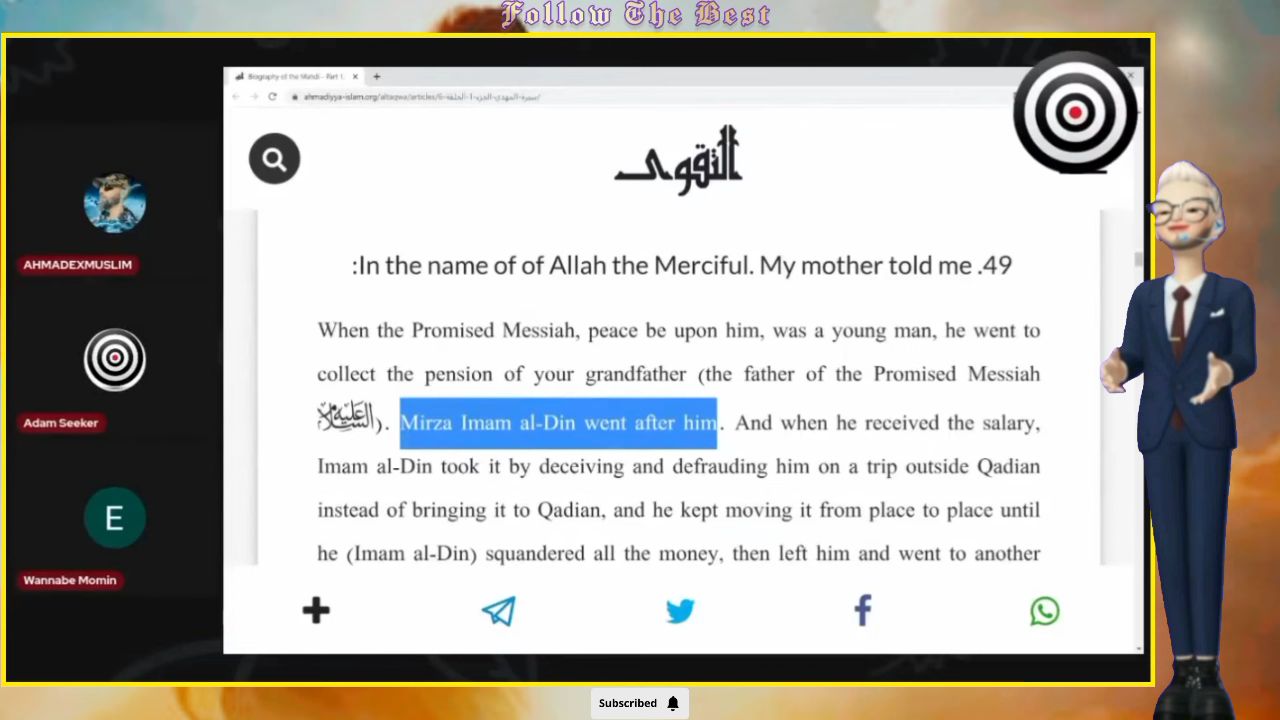 Follow The Best
Biography of the Mahdi - Part 1.
ahmadiyya-islam.org/altaqwa/articles/سيرة-المهدي-الجزء-1-الحلقة-6/
التقوى
:In the name of of Allah the Merciful. My mother told me .49
When the Promised Messiah, peace be upon him, was a young man, he went to
collect the pension of your grandfather (the father of the Promised Messiah
عليه السلام). Mirza Imam al-Din went after him. And when he received the salary,
Imam al-Din took it by deceiving and defrauding him on a trip outside Qadian
instead of bringing it to Qadian, and he kept moving it from place to place until
he (Imam al-Din) squandered all the money, then left him and went to another
AHMADEXMUSLIM
Adam Seeker
E
Wannabe Momin
Subscribed